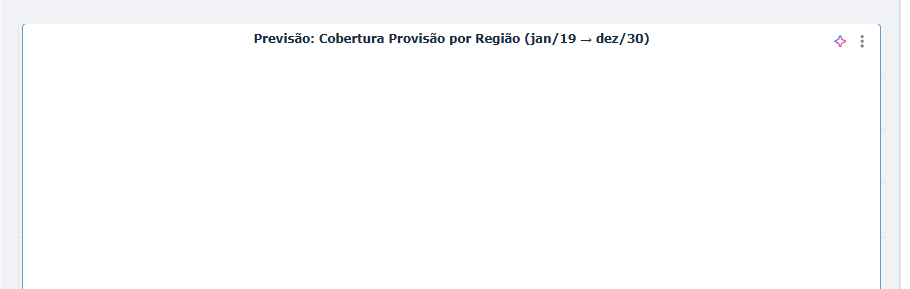 Previsão: Cobertura Provisão por Região (jan/19 → dez/30)